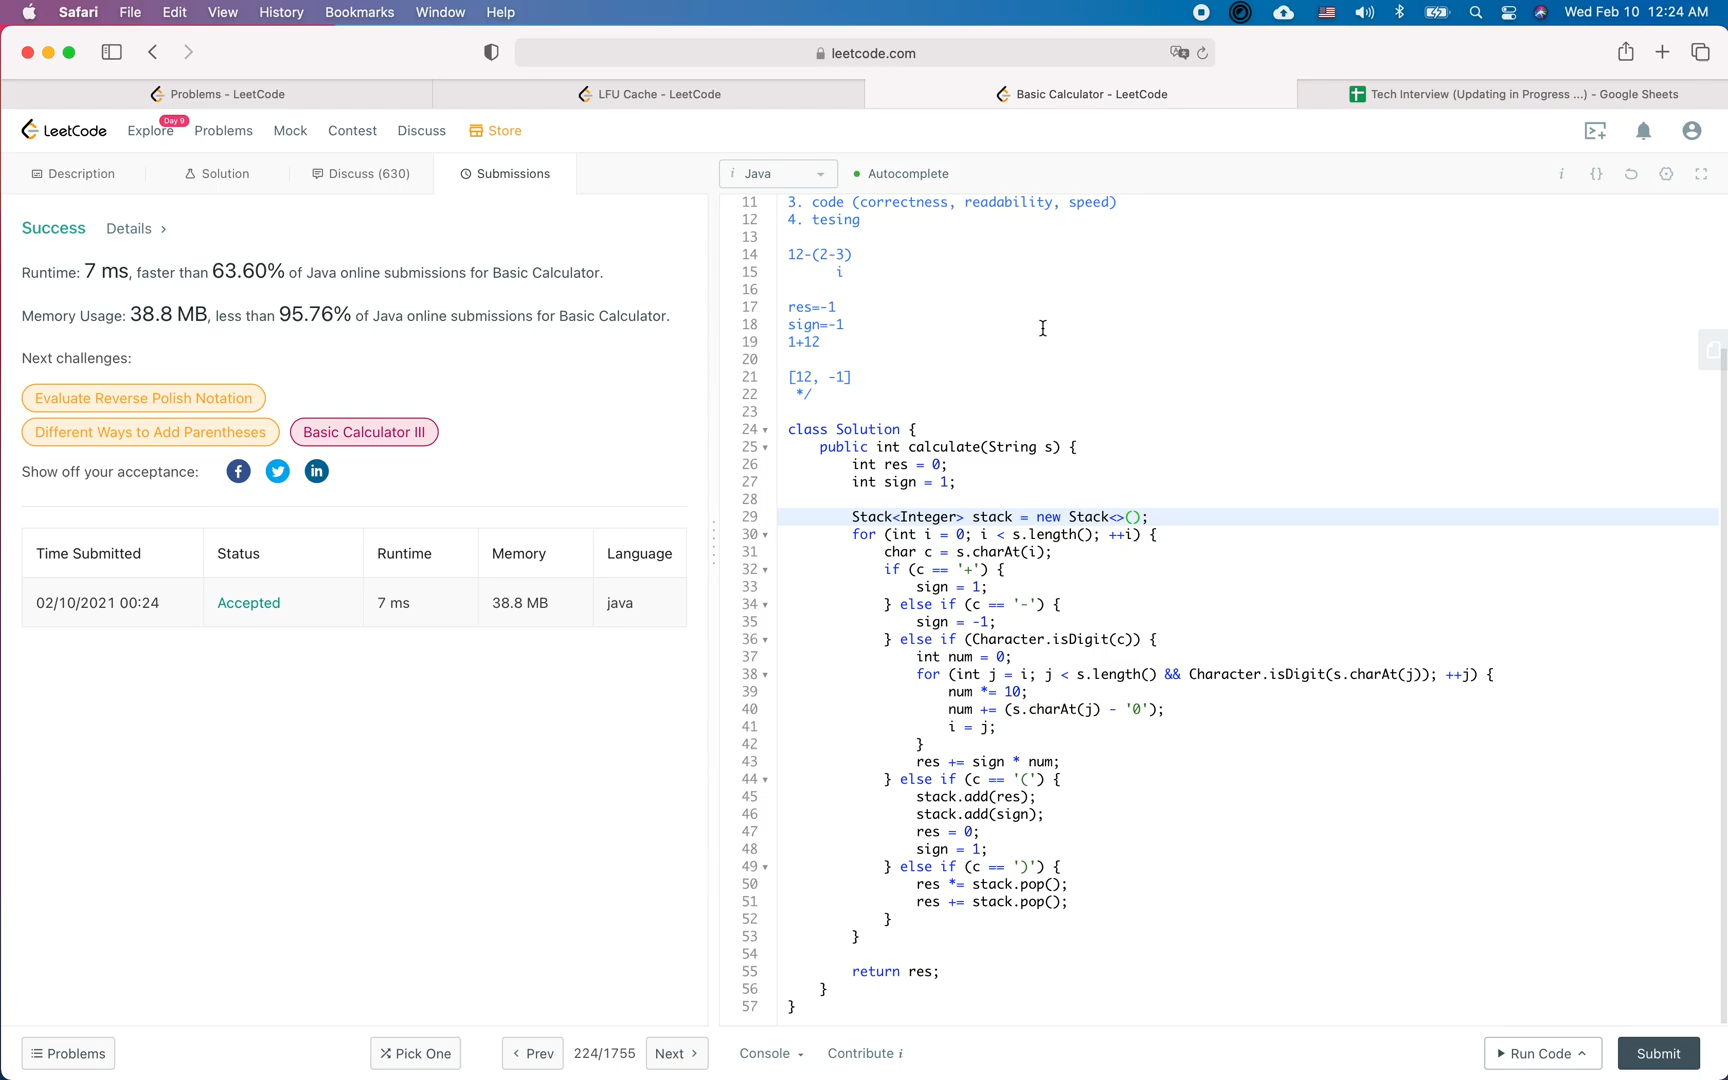 Safari File Edit View History Bookmarks Window Help Wed Feb 10 12:24 AM
leetcode.com
Problems - LeetCode LFU Cache - LeetCode Basic Calculator - LeetCode Tech Interview (Updating in Progress ...) - Google Sheets
LeetCode Explore Day 9 Problems Mock Contest Discuss Store
Description Solution Discuss (630) Submissions
i Java Autocomplete i {}
Success Details >
Runtime: 7 ms, faster than 63.60% of Java online submissions for Basic Calculator.
Memory Usage: 38.8 MB, less than 95.76% of Java online submissions for Basic Calculator.
Next challenges:
Evaluate Reverse Polish Notation
Different Ways to Add Parentheses Basic Calculator III
Show off your acceptance:
Time Submitted Status Runtime Memory Language
02/10/2021 00:24 Accepted 7 ms 38.8 MB java
11 3. code (correctness, readability, speed)
12 4. tesing
13
14 12-(2-3)
15 i
16
17 res=-1
18 sign=-1
19 1+12
20
21 [12, -1]
22 */
23
24 class Solution {
25 public int calculate(String s) {
26 int res = 0;
27 int sign = 1;
28
29 Stack<Integer> stack = new Stack<>();
30 for (int i = 0; i < s.length(); ++i) {
31 char c = s.charAt(i);
32 if (c == '+') {
33 sign = 1;
34 } else if (c == '-') {
35 sign = -1;
36 } else if (Character.isDigit(c)) {
37 int num = 0;
38 for (int j = i; j < s.length() && Character.isDigit(s.charAt(j)); ++j) {
39 num *= 10;
40 num += (s.charAt(j) - '0');
41 i = j;
42 }
43 res += sign * num;
44 } else if (c == '(') {
45 stack.add(res);
46 stack.add(sign);
47 res = 0;
48 sign = 1;
49 } else if (c == ')') {
50 res *= stack.pop();
51 res += stack.pop();
52 }
53 }
54
55 return res;
56 }
57 }
Problems Pick One < Prev 224/1755 Next > Console Contribute i Run Code Submit